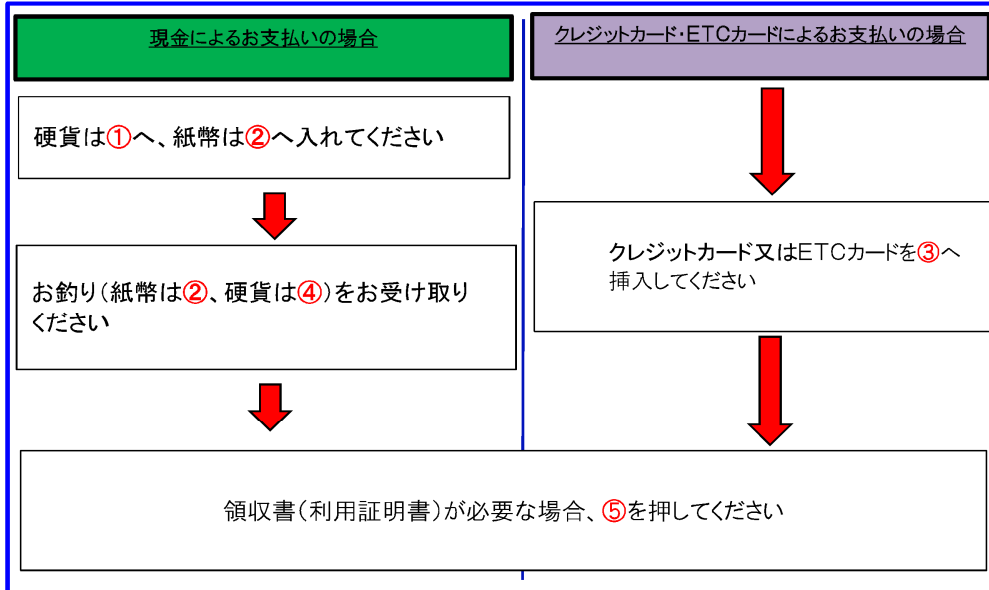 現金によるお支払いの場合
硬貨は①へ、紙幣は②へ入れてください
お釣り(紙幣は②、硬貨は④)をお受け取り
ください
クレジットカード・ETCカードによるお支払いの場合
クレジットカード又はETCカードを③へ
挿入してください
領収書(利用証明書)が必要な場合、⑤を押してください